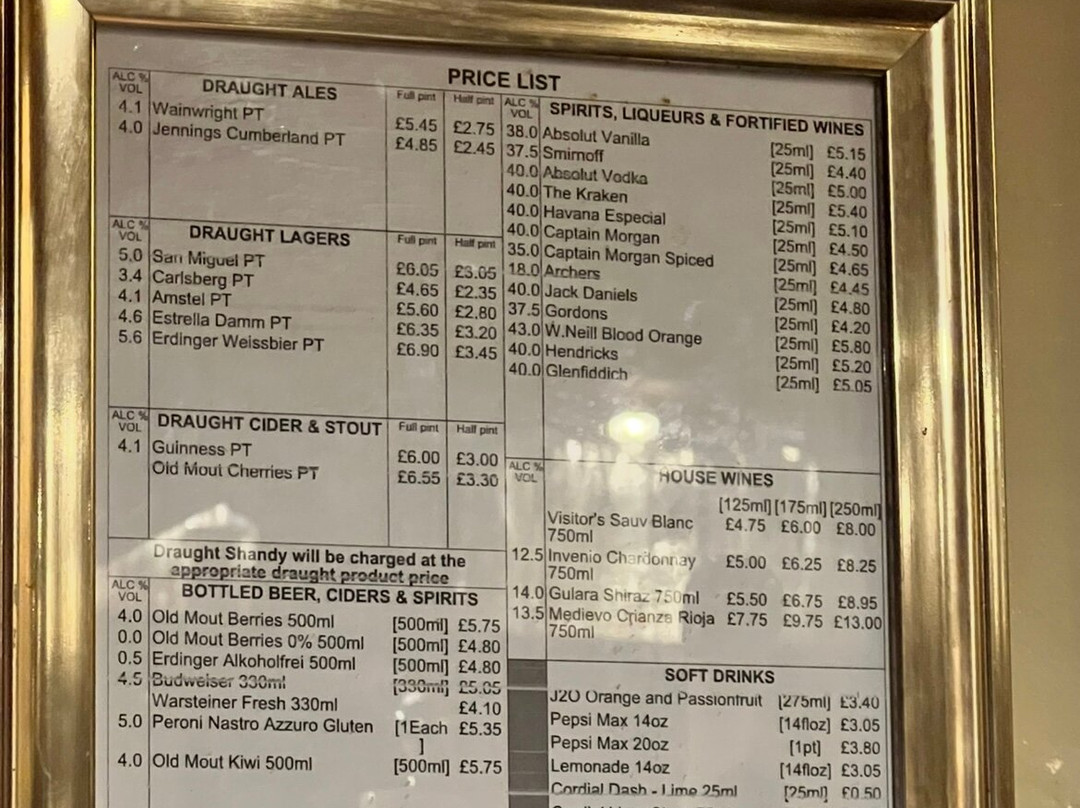 PRICE LIST
ALC % VOL DRAUGHT ALES Full pint Half pint
4.1 Wainwright PT £5.45 £2.75
4.0 Jennings Cumberland PT £4.85 £2.45
ALC % VOL DRAUGHT LAGERS Full pint Half pint
5.0 San Miguel PT £6.05 £3.05
3.4 Carlsberg PT £4.65 £2.35
4.1 Amstel PT £5.60 £2.80
4.6 Estrella Damm PT £6.35 £3.20
5.6 Erdinger Weissbier PT £6.90 £3.45
ALC % VOL DRAUGHT CIDER & STOUT Full pint Half pint
4.1 Guinness PT £6.00 £3.00
Old Mout Cherries PT £6.55 £3.30
Draught Shandy will be charged at the
appropriate draught product price
ALC % VOL BOTTLED BEER, CIDERS & SPIRITS
4.0 Old Mout Berries 500ml [500ml] £5.75
0.0 Old Mout Berries 0% 500ml [500ml] £4.80
0.5 Erdinger Alkoholfrei 500ml [500ml] £4.80
4.5 Budweiser 330ml [330ml] £5.05
Warsteiner Fresh 330ml £4.10
5.0 Peroni Nastro Azzuro Gluten [1Each £5.35
]
4.0 Old Mout Kiwi 500ml [500ml] £5.75
ALC % VOL SPIRITS, LIQUEURS & FORTIFIED WINES
38.0 Absolut Vanilla [25ml] £5.15
37.5 Smirnoff [25ml] £4.40
40.0 Absolut Vodka [25ml] £5.00
40.0 The Kraken [25ml] £5.40
40.0 Havana Especial [25ml] £5.10
40.0 Captain Morgan [25ml] £4.50
35.0 Captain Morgan Spiced [25ml] £4.65
18.0 Archers [25ml] £4.45
40.0 Jack Daniels [25ml] £4.80
37.5 Gordons [25ml] £4.20
43.0 W.Neill Blood Orange [25ml] £5.80
40.0 Hendricks [25ml] £5.20
40.0 Glenfiddich [25ml] £5.05
ALC % VOL HOUSE WINES
[125ml] [175ml] [250ml]
Visitor's Sauv Blanc £4.75 £6.00 £8.00
750ml
12.5 Invenio Chardonnay £5.00 £6.25 £8.25
750ml
14.0 Gulara Shiraz 750ml £5.50 £6.75 £8.95
13.5 Medievo Crianza Rioja £7.75 £9.75 £13.00
750ml
SOFT DRINKS
J2O Orange and Passionfruit [275ml] £3.40
Pepsi Max 14oz [14floz] £3.05
Pepsi Max 20oz [1pt] £3.80
Lemonade 14oz [14floz] £3.05
Cordial Dash - Lime 25ml [25ml] £0.50